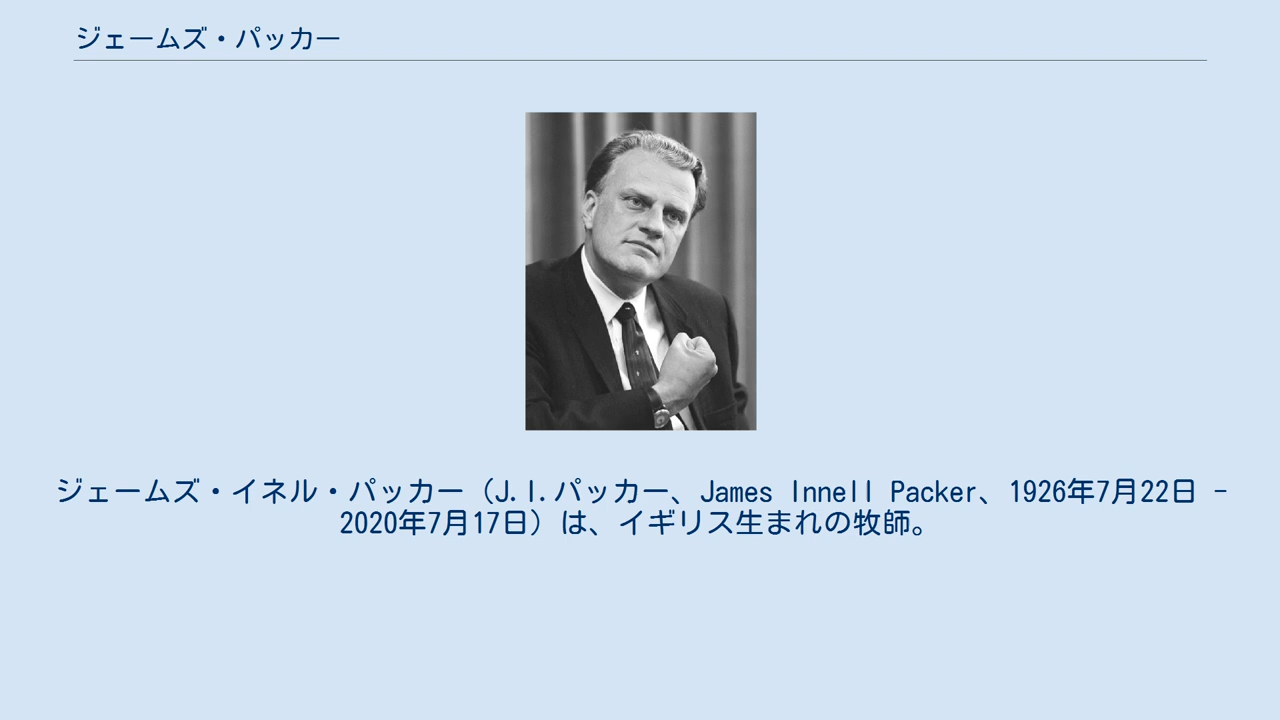 ジェームズ・パッカー
ジェームズ・イネル・パッカー（J.I.パッカー、James Innell Packer、1926年7月22日 -
2020年7月17日）は、イギリス生まれの牧師。